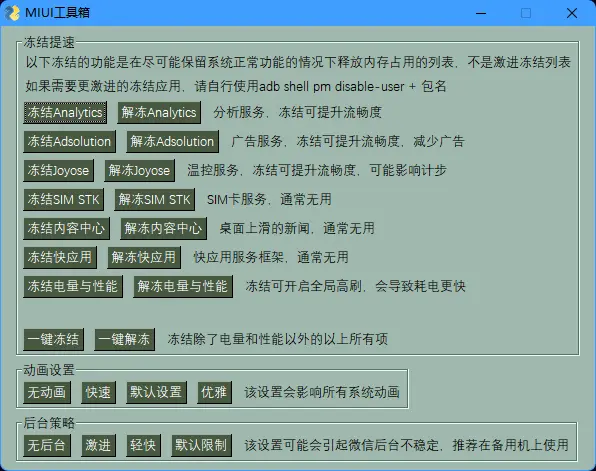 MIUI工具箱
冻结提速
以下冻结的功能是在尽可能保留系统正常功能的情况下释放内存占用的列表，不是激进冻结列表
如果需要更激进的冻结应用，请自行使用adb shell pm disable-user + 包名
冻结Analytics 解冻Analytics 分析服务，冻结可提升流畅度
冻结Adsolution 解冻Adsolution 广告服务，冻结可提升流畅度，减少广告
冻结Joyose 解冻Joyose 温控服务，冻结可提升流畅度，可能影响计步
冻结SIM STK 解冻SIM STK SIM卡服务，通常无用
冻结内容中心 解冻内容中心 桌面上滑的新闻，通常无用
冻结快应用 解冻快应用 快应用服务框架，通常无用
冻结电量与性能 解冻电量与性能 冻结可开启全局高刷，会导致耗电更快
一键冻结 一键解冻 冻结除了电量和性能以外的以上所有项
动画设置
无动画 快速 默认设置 优雅 该设置会影响所有系统动画
后台策略
无后台 激进 轻快 默认限制 该设置可能会引起微信后台不稳定，推荐在备用机上使用